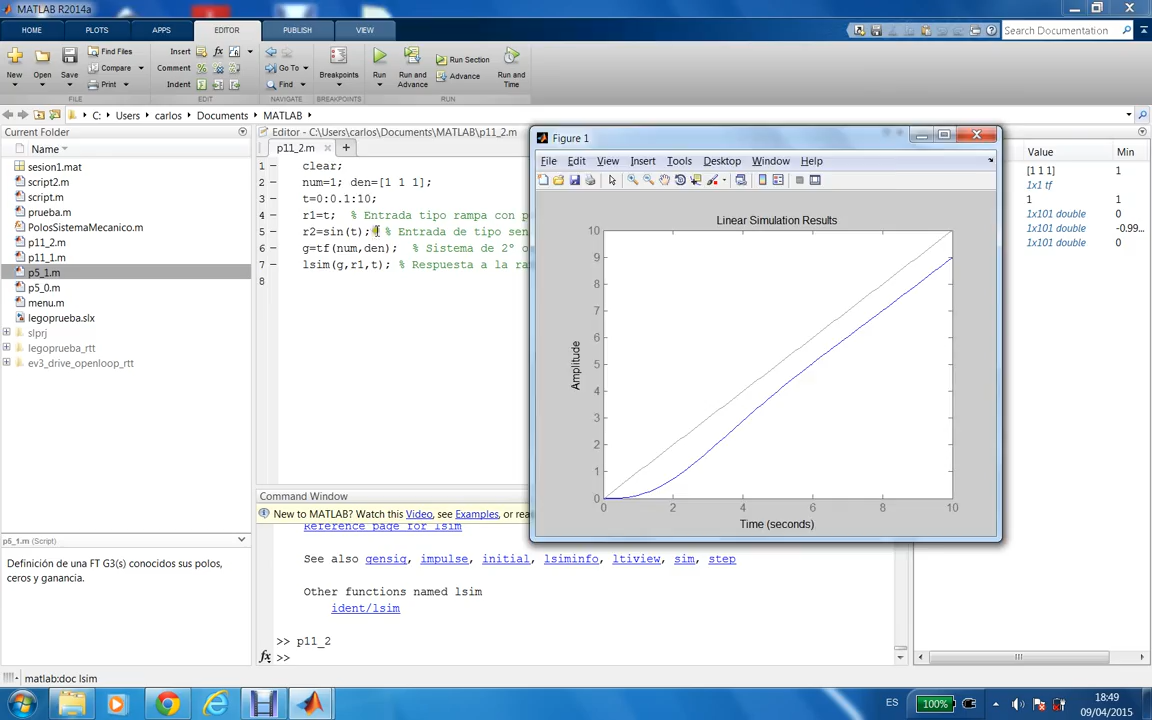 MATLAB R2014a
HOME PLOTS APPS EDITOR PUBLISH VIEW
Search Documentation
New Open Save Find Files Compare Print
Insert Comment Indent fx
Go To Find
Breakpoints
Run Run and Advance Run Section Advance Run and Time
FILE EDIT NAVIGATE BREAKPOINTS RUN
C: Users carlos Documents MATLAB
Current Folder
Name
sesion1.mat
script2.m
script.m
prueba.m
PolosSistemaMecanico.m
p11_2.m
p11_1.m
p5_1.m
p5_0.m
menu.m
legoprueba.slx
slprj
legoprueba_rtt
ev3_drive_openloop_rtt
p5_1.m (Script)
Definición de una FT G3(s) conocidos sus polos,
ceros y ganancia.
Editor - C:\Users\carlos\Documents\MATLAB\p11_2.m
p11_2.m
1 clear;
2 num=1; den=[1 1 1];
3 t=0:0.1:10;
4 r1=t; % Entrada tipo rampa con
5 r2=sin(t); % Entrada de tipo
6 g=tf(num,den); % Sistema de 2º
7 lsim(g,r1,t); % Respuesta a la
8
Figure 1
File Edit View Insert Tools Desktop Window Help
Linear Simulation Results
Amplitude
10
9
8
7
6
5
4
3
2
1
0
0 2 4 6 8 10
Time (seconds)
Value Min
[1 1 1] 1
1x1 tf
1 1
1x101 double 0
1x101 double -0.99...
1x101 double 0
Command Window
New to MATLAB? Watch this Video, see Examples, or
Reference page for lsim
See also gensig, impulse, initial, lsiminfo, ltiview, sim, step
Other functions named lsim
ident/lsim
>> p11_2
fx >>
matlab:doc lsim
ES 100% 18:49
09/04/2015